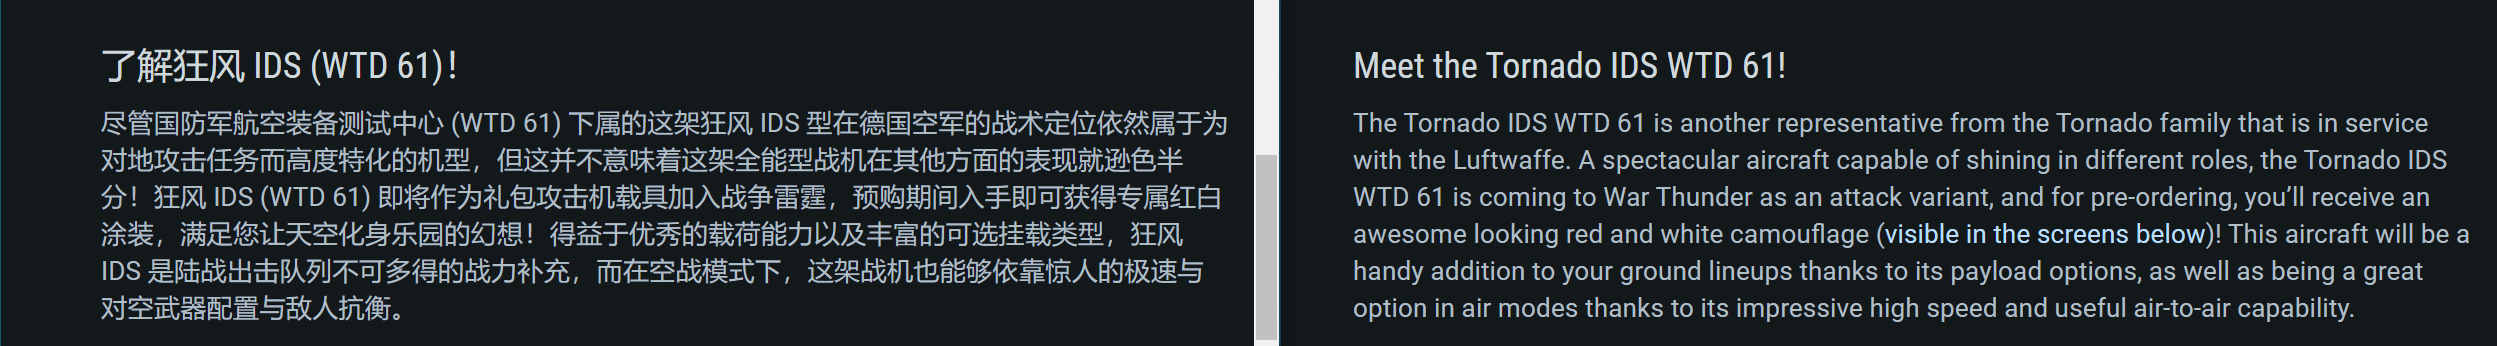 了解狂风 IDS (WTD 61)！
尽管国防军航空装备测试中心 (WTD 61) 下属的这架狂风 IDS 型在德国空军的战术定位依然属于为
对地攻击任务而高度特化的机型，但这并不意味着这架全能型战机在其他方面的表现就逊色半
分！狂风 IDS (WTD 61) 即将作为礼包攻击机载具加入战争雷霆，预购期间入手即可获得专属红白
涂装，满足您让天空化身乐园的幻想！得益于优秀的载荷能力以及丰富的可选挂载类型，狂风
IDS 是陆战出击队列不可多得的战力补充，而在空战模式下，这架战机也能够依靠惊人的极速与
对空武器配置与敌人抗衡。
Meet the Tornado IDS WTD 61!
The Tornado IDS WTD 61 is another representative from the Tornado family that is in service
with the Luftwaffe. A spectacular aircraft capable of shining in different roles, the Tornado IDS
WTD 61 is coming to War Thunder as an attack variant, and for pre-ordering, you’ll receive an
awesome looking red and white camouflage (visible in the screens below)! This aircraft will be a
handy addition to your ground lineups thanks to its payload options, as well as being a great
option in air modes thanks to its impressive high speed and useful air-to-air capability.